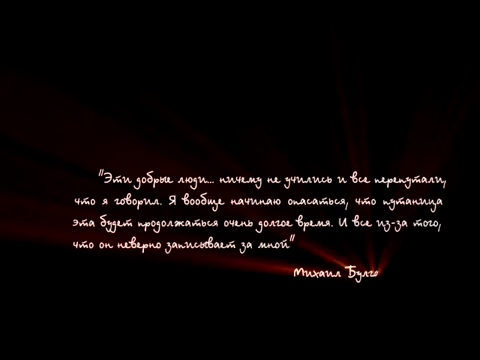 "Эти добрые люди... ничему не учились и все перепутали,
что я говорил. Я вообще начинаю опасаться, что путаница
эта будет продолжаться очень долгое время. И все из-за того,
что он неверно записывает за мной"
Михаил Булго